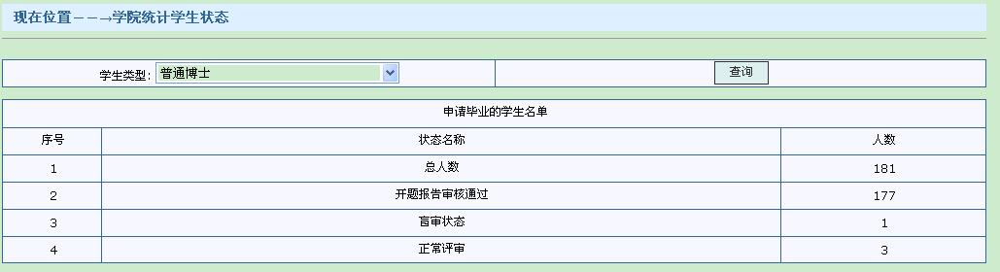 现在位置－－→学院统计学生状态
学生类型: 普通博士 查询
申请毕业的学生名单
序号 状态名称 人数
1 总人数 181
2 开题报告审核通过 177
3 盲审状态 1
4 正常评审 3